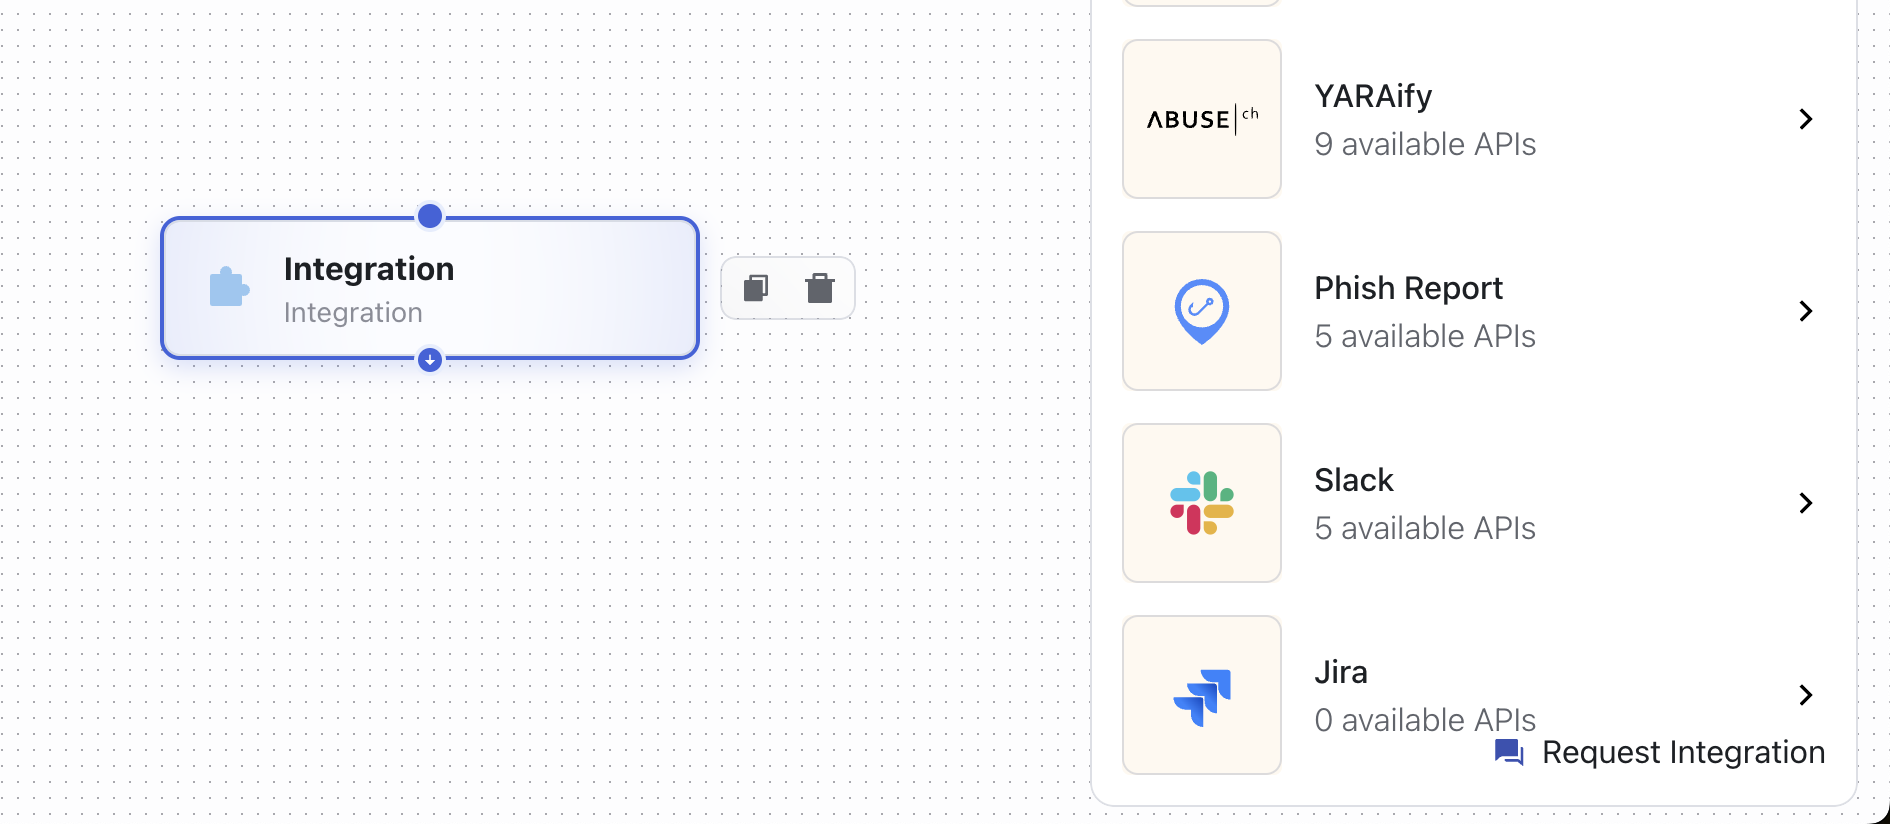 Integration
Integration
ABUSE|ch
YARAify
9 available APIs
Phish Report
5 available APIs
Slack
5 available APIs
Jira
0 available APIs
Request Integration